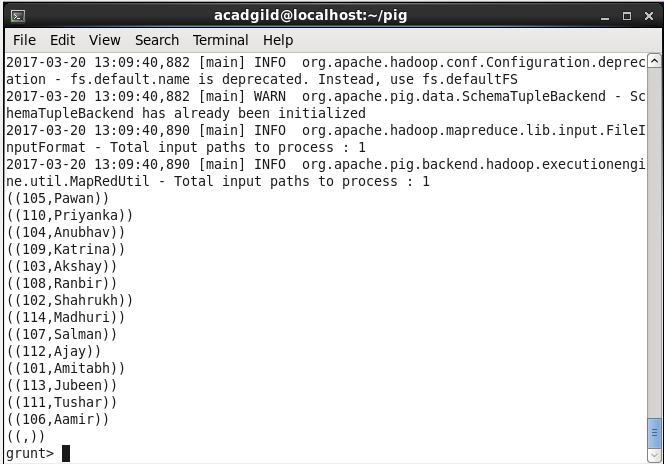 acadgild@localhost:~/pig
File Edit View Search Terminal Help
2017-03-20 13:09:40,882 [main] INFO  org.apache.hadoop.conf.Configuration.deprec
ation - fs.default.name is deprecated. Instead, use fs.defaultFS
2017-03-20 13:09:40,882 [main] WARN  org.apache.pig.data.SchemaTupleBackend - Sc
hemaTupleBackend has already been initialized
2017-03-20 13:09:40,890 [main] INFO  org.apache.hadoop.mapreduce.lib.input.FileI
nputFormat - Total input paths to process : 1
2017-03-20 13:09:40,890 [main] INFO  org.apache.pig.backend.hadoop.executionengi
ne.util.MapRedUtil - Total input paths to process : 1
((105,Pawan))
((110,Priyanka))
((104,Anubhav))
((109,Katrina))
((103,Akshay))
((108,Ranbir))
((102,Shahrukh))
((114,Madhuri))
((107,Salman))
((112,Ajay))
((101,Amitabh))
((113,Jubeen))
((111,Tushar))
((106,Aamir))
((,))
grunt>